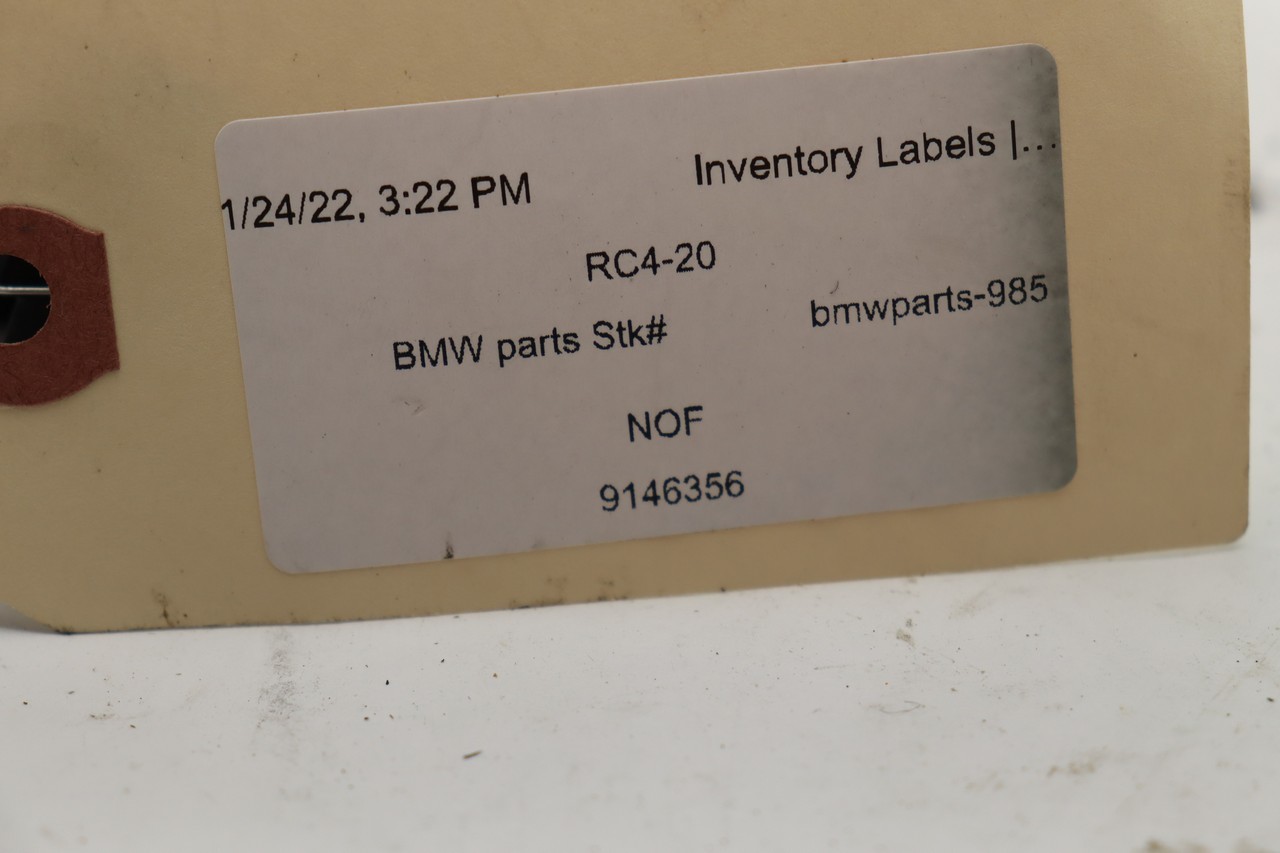 1/24/22, 3:22 PM Inventory Labels |...
RC4-20
BMW parts Stk# bmwparts-985
NOF
9146356